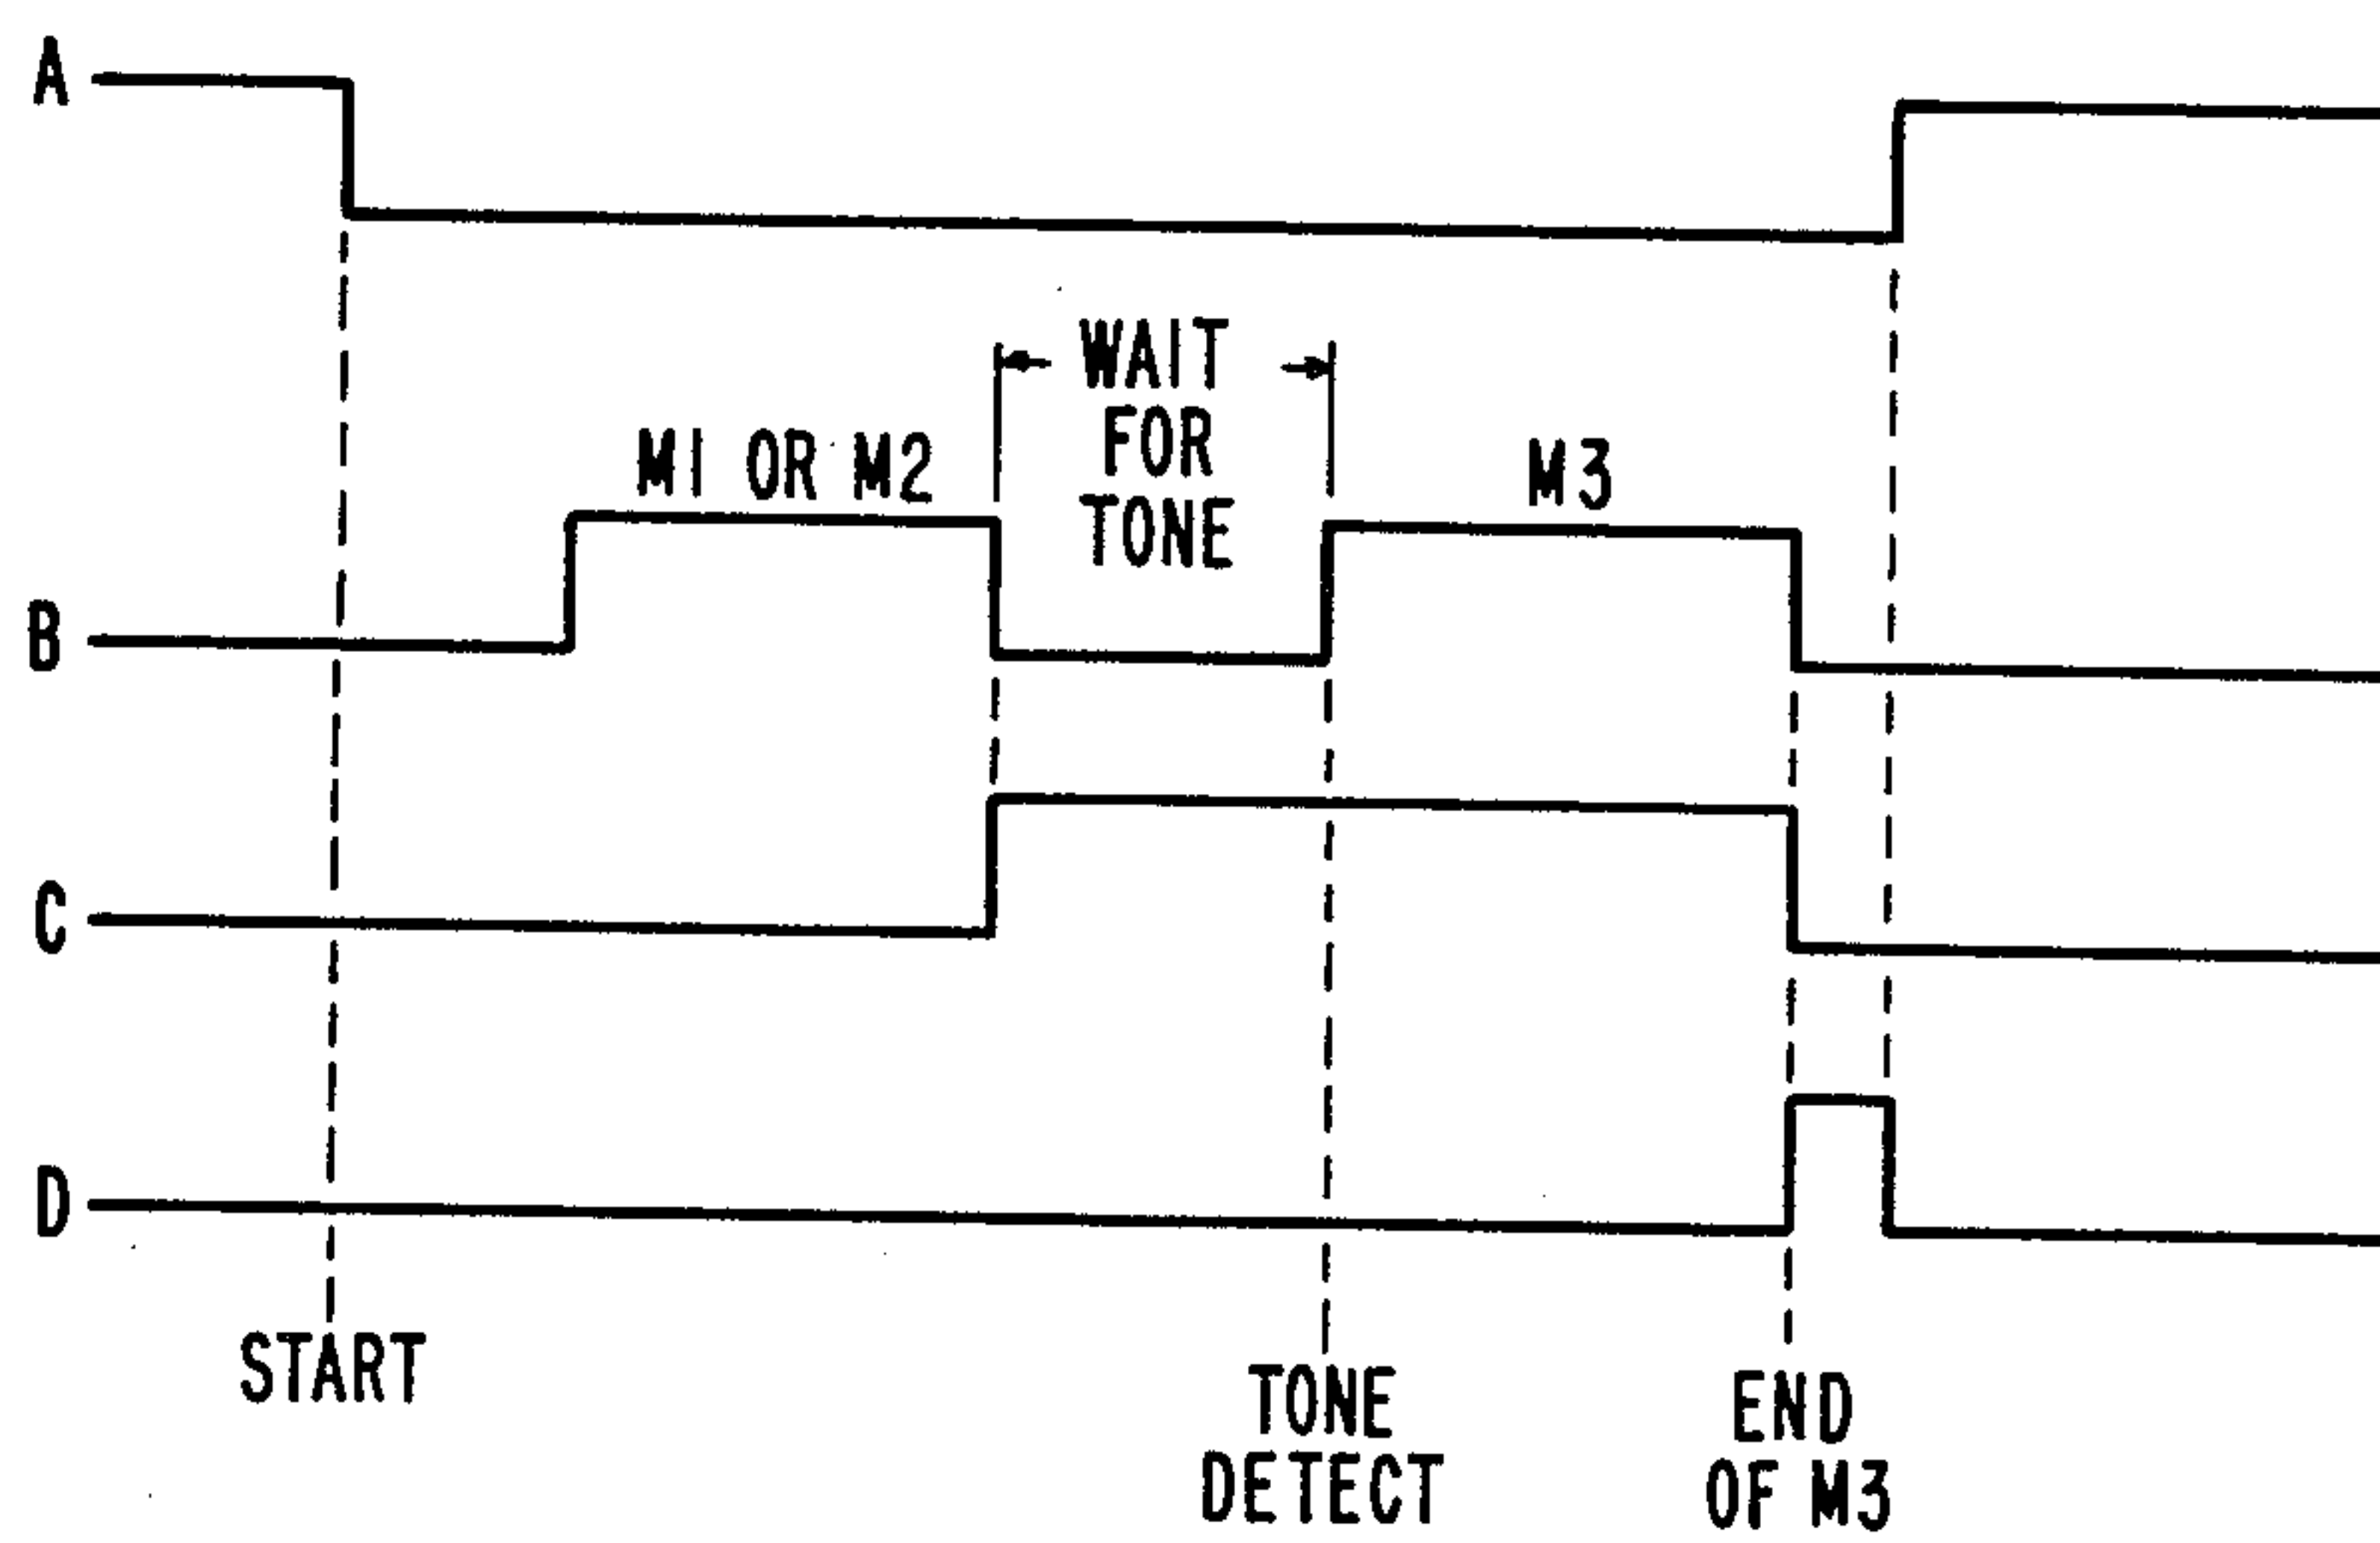 A
WAIT
FOR
TONE
M1 OR M2
M3
B
C
D
START
TONE
DETECT
END
OF M3